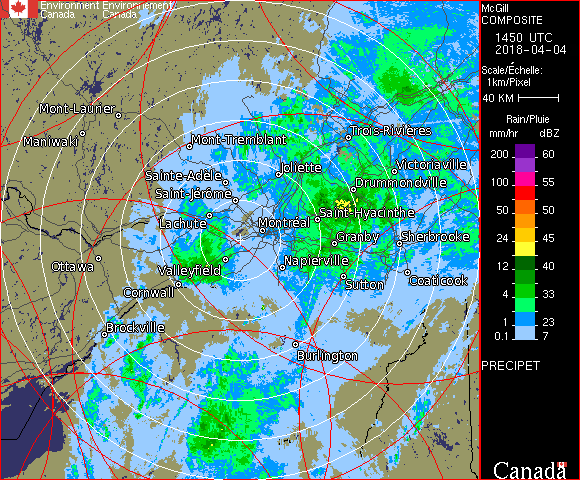 Environment Environnement
Canada Canada
McGill
COMPOSITE
1450 UTC
2018-04-04
Scale/Échelle:
1km/Pixel
40 KM
Rain/Pluie
mm/hr dBZ
200 60
100 55
50 50
24 45
12 40
4 33
1 23
0.1 7
PRECIPET
Canada
Mont-Laurier
Maniwaki
Mont-Tremblant
Trois-Rivières
Joliette
Victoriaville
Sainte-Adèle
Drummondville
Saint-Jérôme
Saint-Hyacinthe
Lachute
Montréal
Granby
Sherbrooke
Ottawa
Valleyfield
Napierville
Coaticook
Sutton
Cornwall
Brockville
Burlington